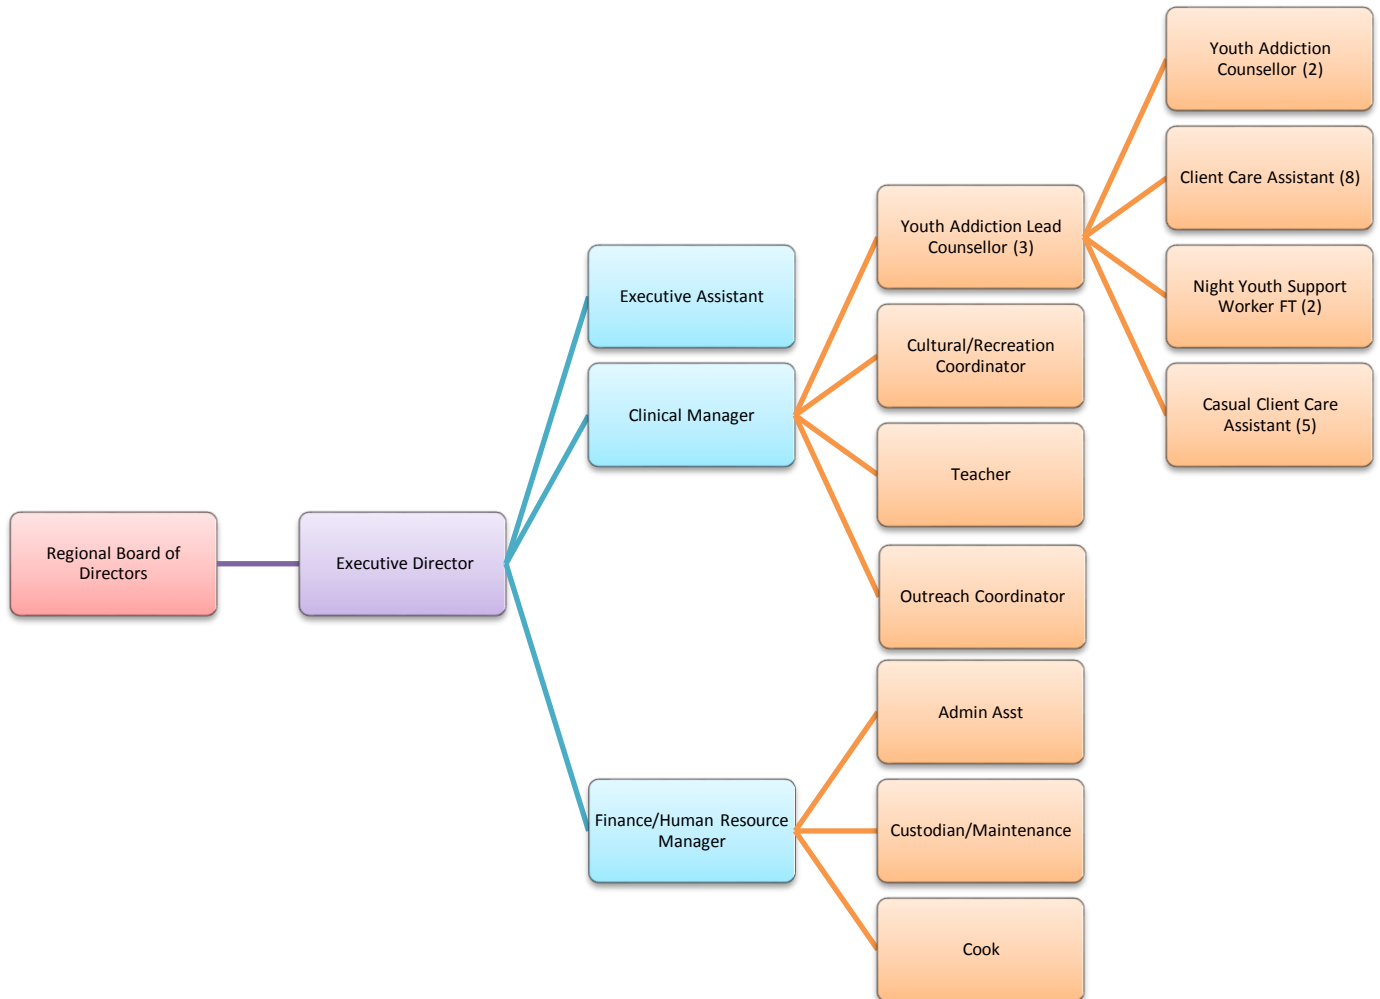 Regional Board of
Directors
Executive Director
Executive Assistant
Clinical Manager
Finance/Human Resource
Manager
Youth Addiction Lead
Counsellor (3)
Cultural/Recreation
Coordinator
Teacher
Outreach Coordinator
Admin Asst
Custodian/Maintenance
Cook
Youth Addiction
Counsellor (2)
Client Care Assistant (8)
Night Youth Support
Worker FT (2)
Casual Client Care
Assistant (5)